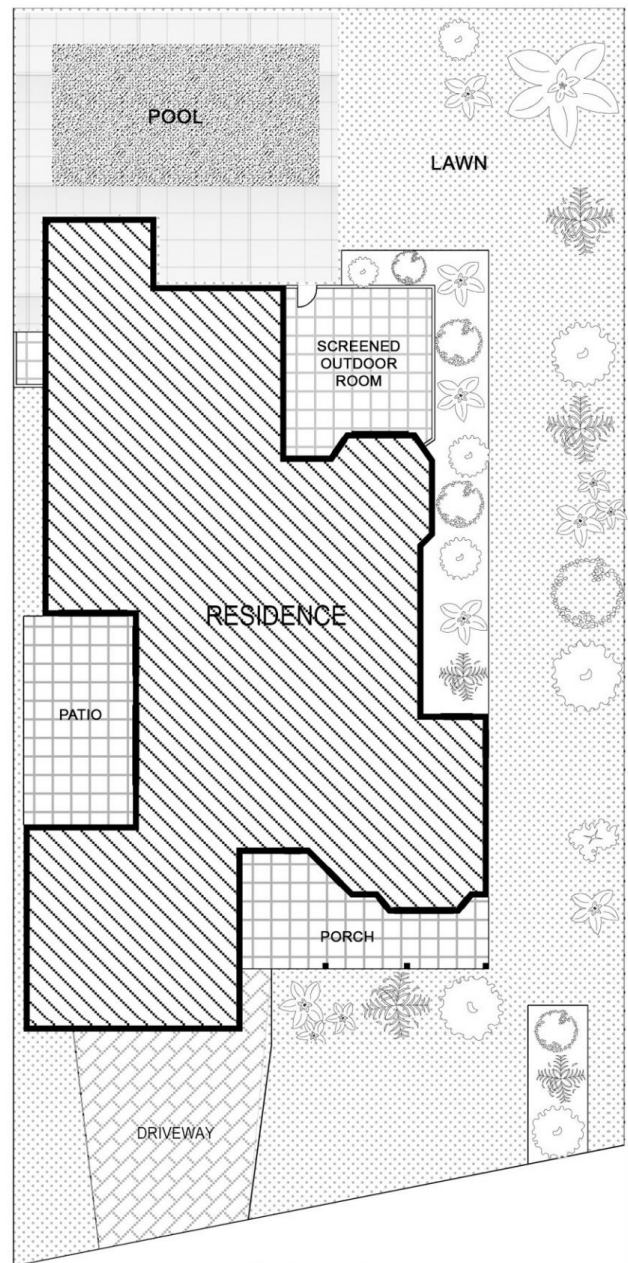 POOL
LAWN
SCREENED
OUTDOOR
ROOM
RESIDENCE
PATIO
PORCH
DRIVEWAY